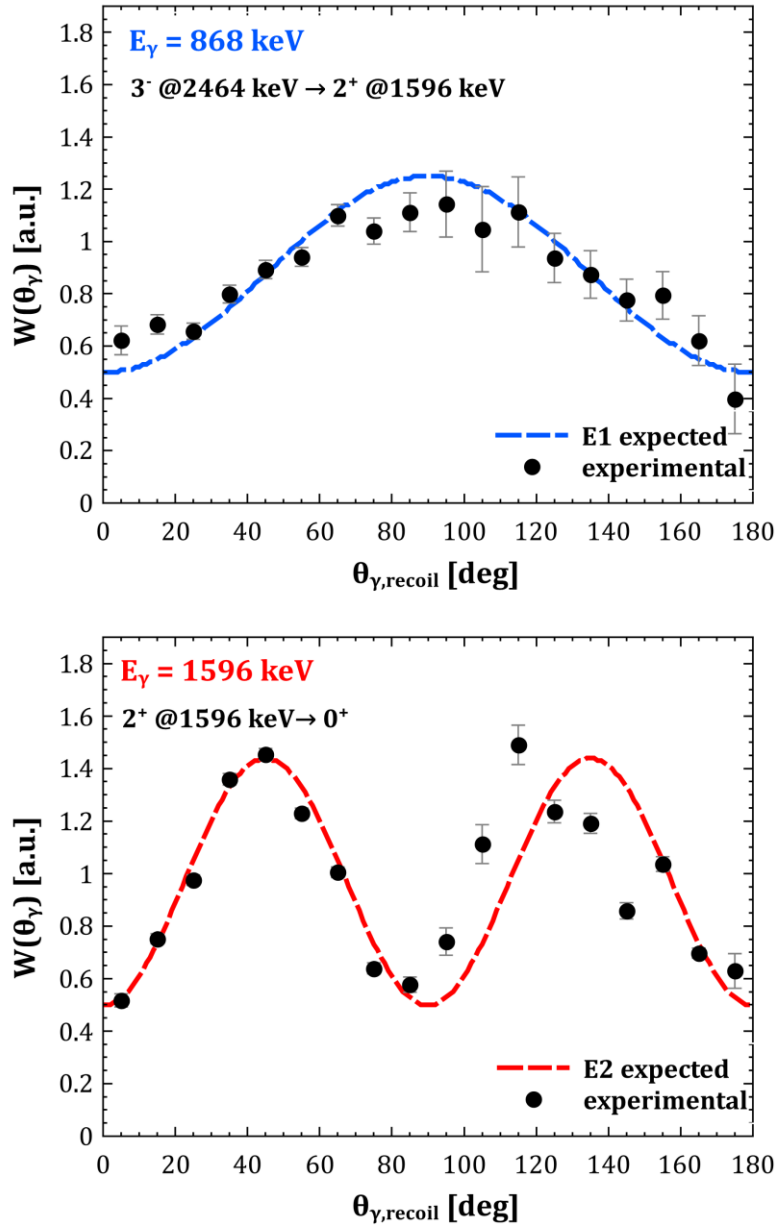 1.8
1.6
1.4
1.2
1
0.8
0.6
0.4
0.2
0
W(θγ) [a.u.]
Eγ = 868 keV
3⁻ @2464 keV → 2⁺ @1596 keV
E1 expected
experimental
0 20 40 60 80 100 120 140 160 180
θγ,recoil [deg]
1.8
1.6
1.4
1.2
1
0.8
0.6
0.4
0.2
0
W(θγ) [a.u.]
Eγ = 1596 keV
2⁺ @1596 keV→ 0⁺
E2 expected
experimental
0 20 40 60 80 100 120 140 160 180
θγ,recoil [deg]